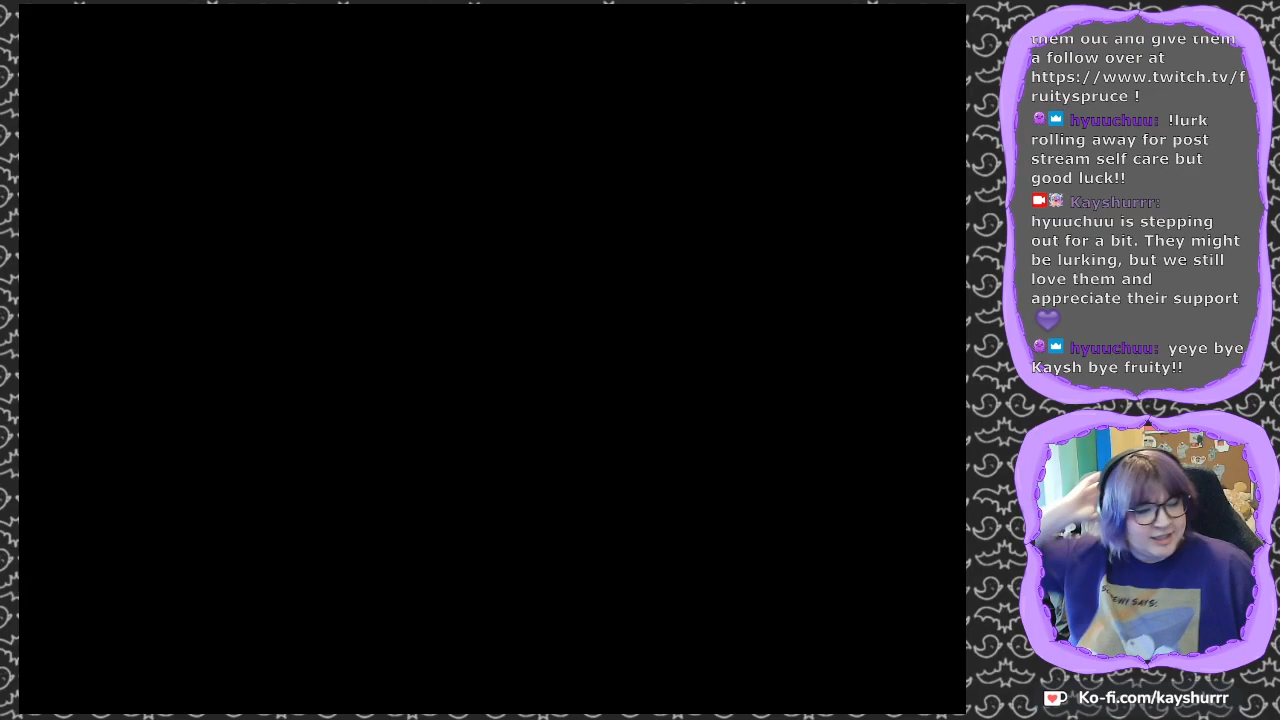 them out and give them
a follow over at
https://www.twitch.tv/f
ruityspruce !
hyuuchuu: !lurk
rolling away for post
stream self care but
good luck!!
Kayshurrr:
hyuuchuu is stepping
out for a bit. They might
be lurking, but we still
love them and
appreciate their support
hyuuchuu: yeye bye
Kaysh bye fruity!!
SAYS:
Ko-fi.com/kayshurrr